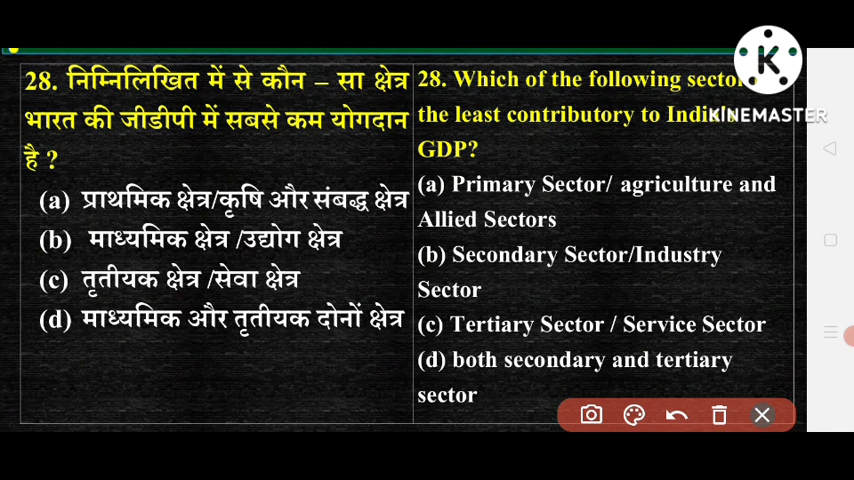 28. निम्निलिखित में से कौन – सा क्षेत्र
भारत की जीडीपी में सबसे कम योगदान
है ?
(a) प्राथमिक क्षेत्र/कृषि और संबद्ध क्षेत्र
(b) माध्यमिक क्षेत्र /उद्योग क्षेत्र
(c) तृतीयक क्षेत्र /सेवा क्षेत्र
(d) माध्यमिक और तृतीयक दोनों क्षेत्र
28. Which of the following sector
the least contributory to India's
GDP?
(a) Primary Sector/ agriculture and
Allied Sectors
(b) Secondary Sector/Industry
Sector
(c) Tertiary Sector / Service Sector
(d) both secondary and tertiary
sector
K
KINEMASTER